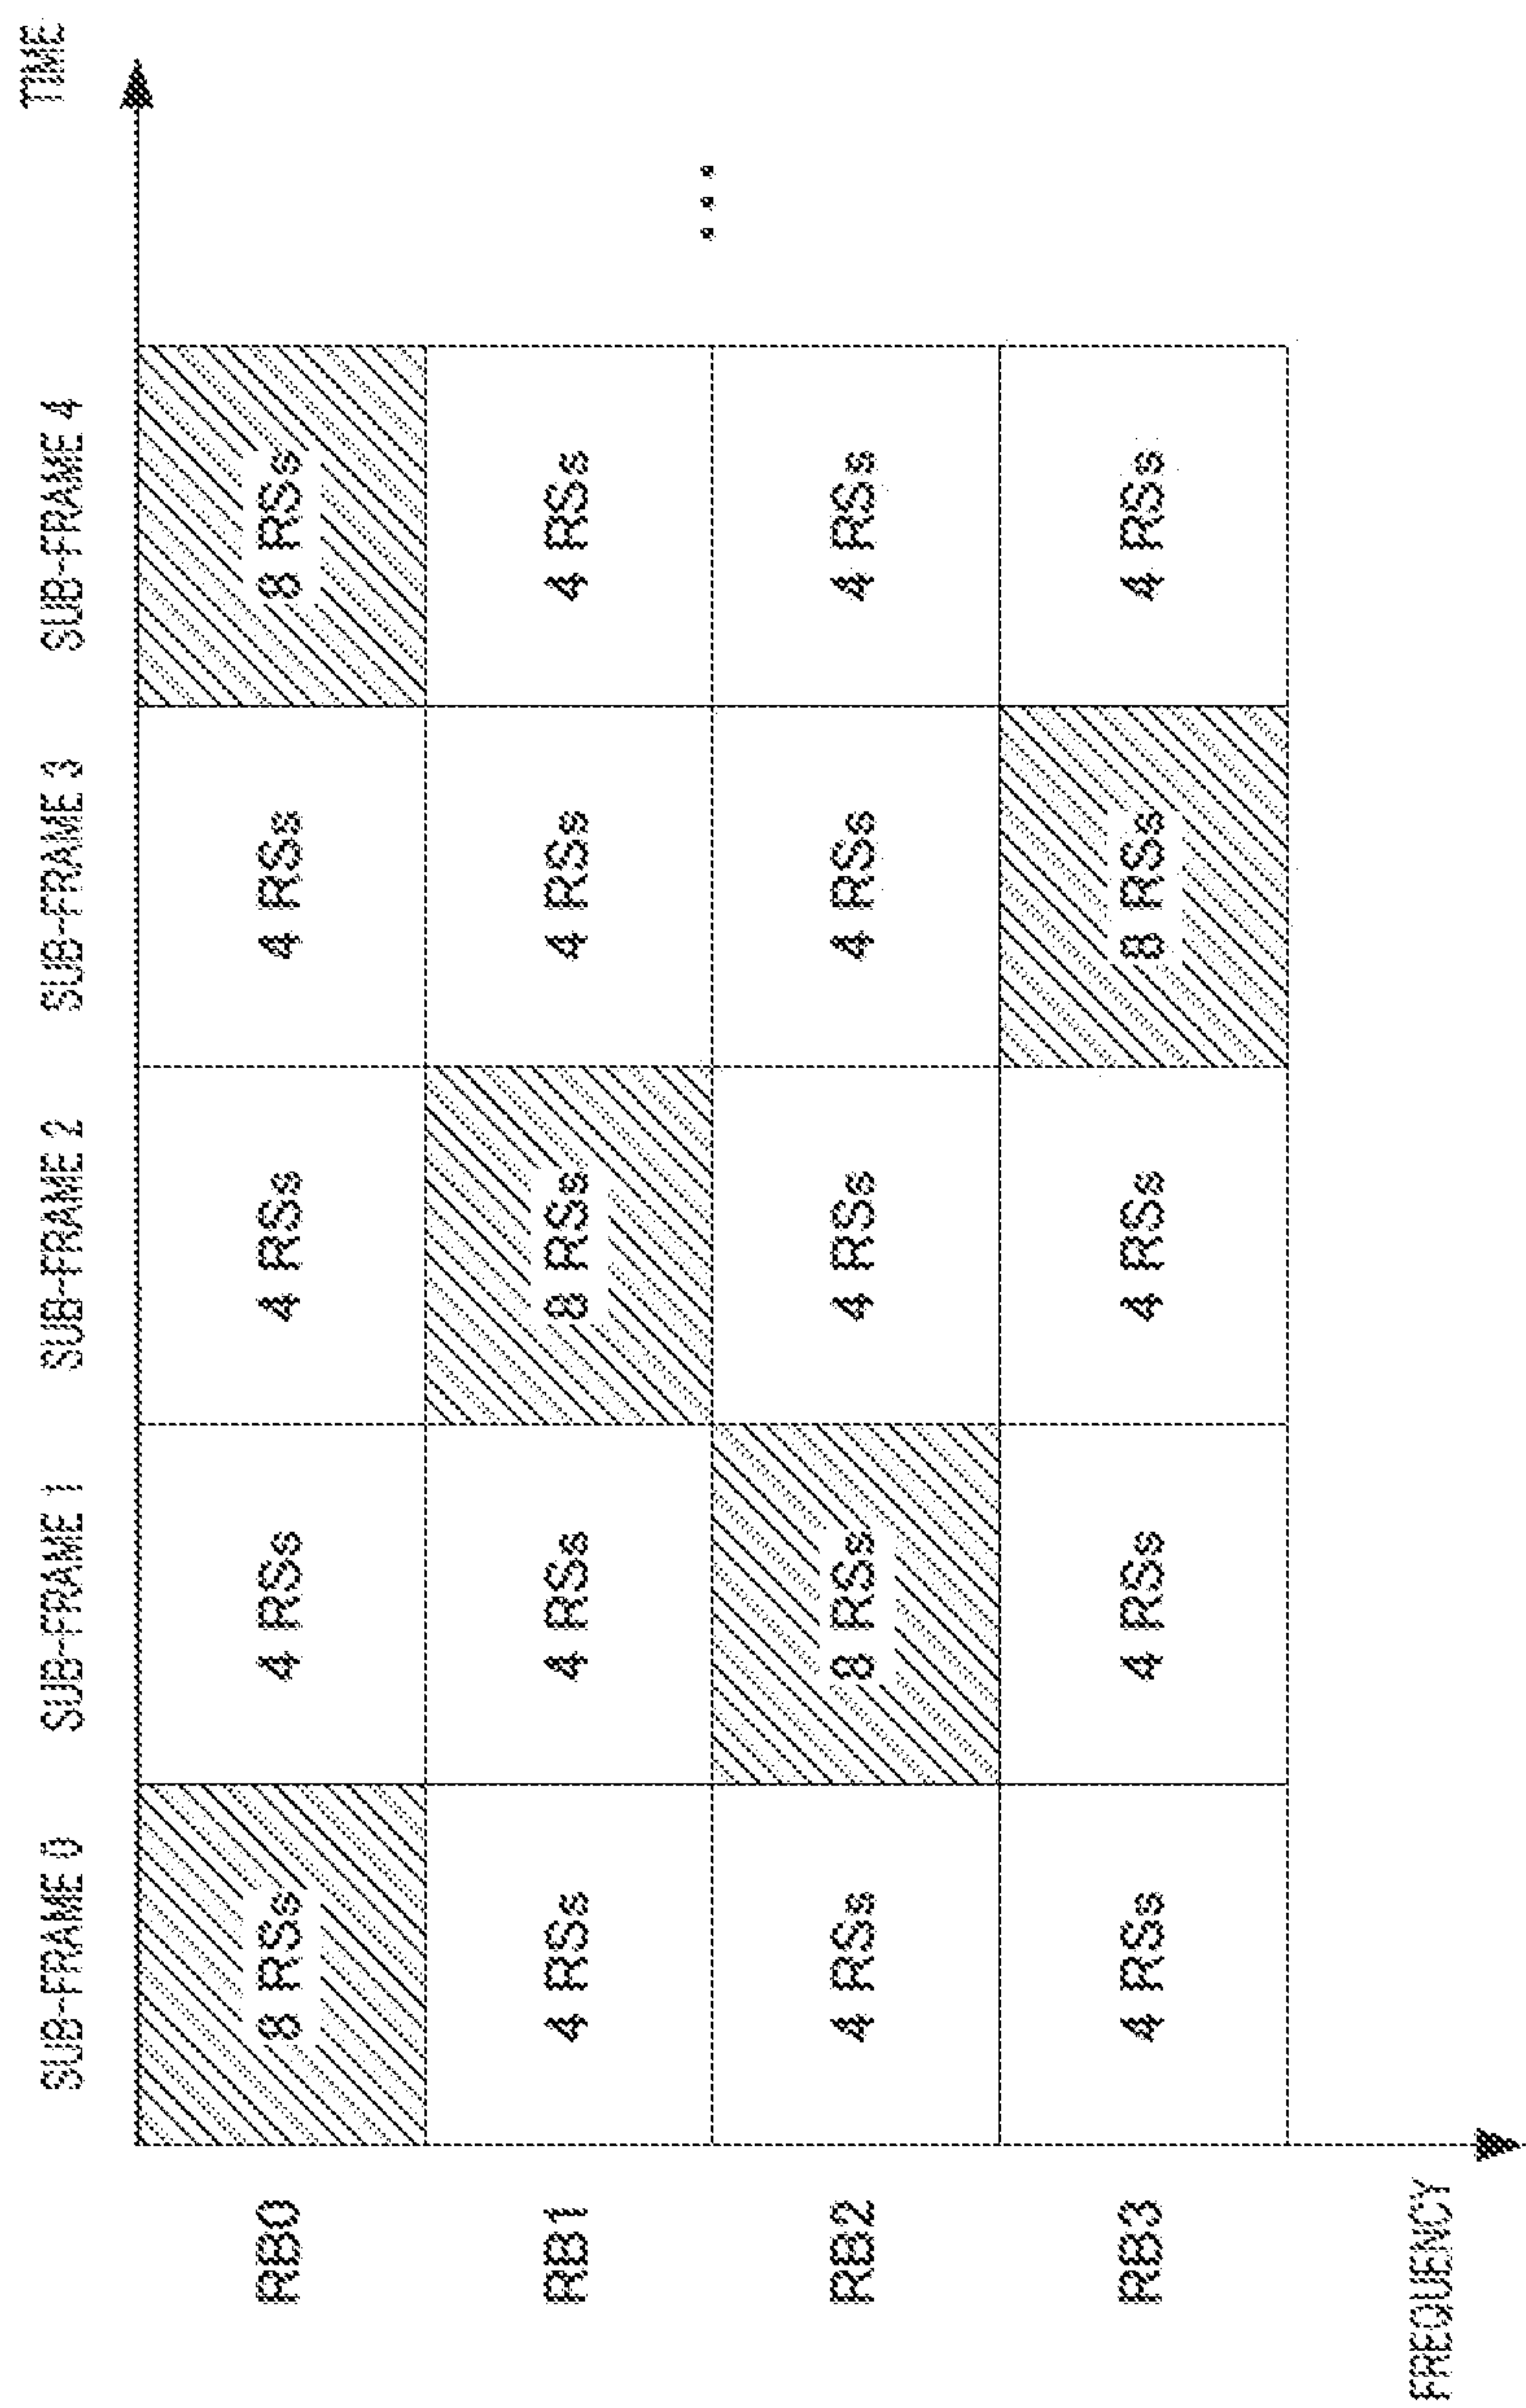 TIME
SUB-FRAME 0 SUB-FRAME 1 SUB-FRAME 2 SUB-FRAME 3 SUB-FRAME 4
RB0 8 RSs 4 RSs 4 RSs 4 RSs 8 RSs
RB1 4 RSs 4 RSs 8 RSs 4 RSs 4 RSs
RB2 4 RSs 8 RSs 4 RSs 4 RSs 4 RSs
RB3 4 RSs 4 RSs 4 RSs 8 RSs 4 RSs
FREQUENCY